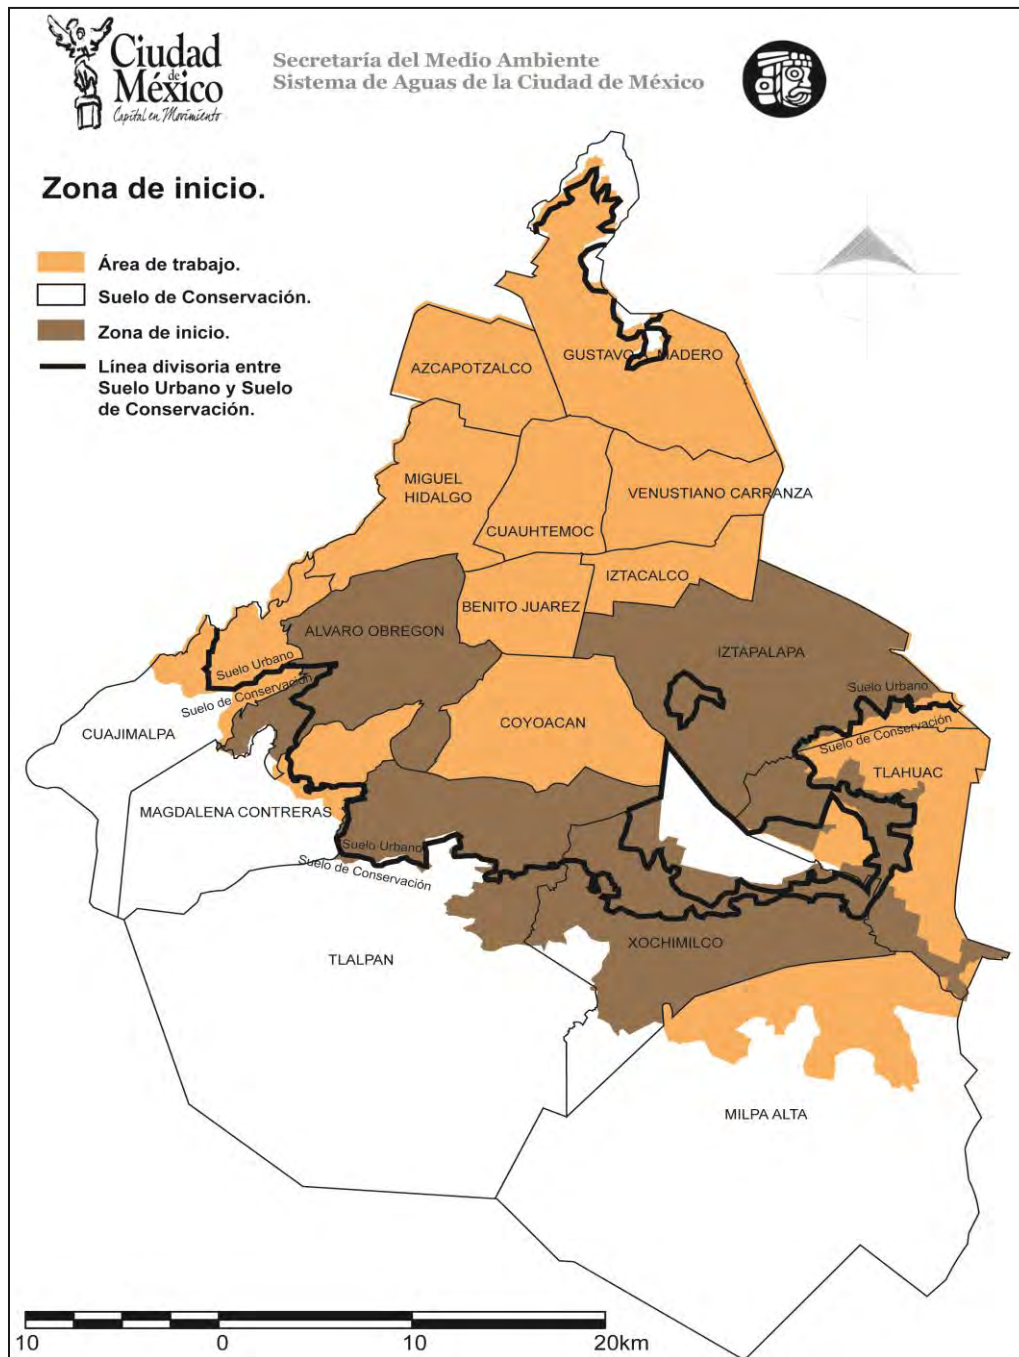 Ciudad
de
México
Capital en Movimiento
Secretaría del Medio Ambiente
Sistema de Aguas de la Ciudad de México
Zona de inicio.
Área de trabajo.
Suelo de Conservación.
Zona de inicio.
Línea divisoria entre
Suelo Urbano y Suelo
de Conservación.
GUSTAVO MADERO
AZCAPOTZALCO
MIGUEL
HIDALGO
VENUSTIANO CARRANZA
CUAUHTEMOC
IZTACALCO
BENITO JUAREZ
ALVARO OBREGON
IZTAPALAPA
Suelo Urbano
Suelo de Conservación
Suelo Urbano
Suelo de Conservación
CUAJIMALPA
COYOACAN
TLAHUAC
MAGDALENA CONTRERAS
Suelo Urbano
Suelo de Conservación
XOCHIMILCO
TLALPAN
MILPA ALTA
10 0 10 20km